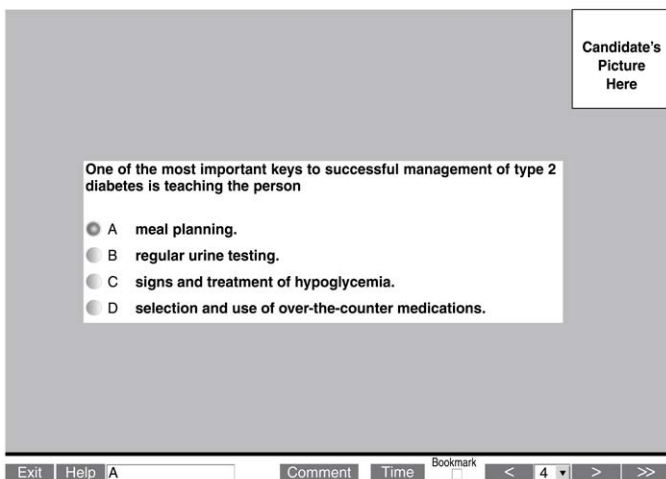 Candidate's
Picture
Here
One of the most important keys to successful management of type 2
diabetes is teaching the person
A meal planning.
B regular urine testing.
C signs and treatment of hypoglycemia.
D selection and use of over-the-counter medications.
Bookmark
Exit Help A Comment Time < 4 > >>